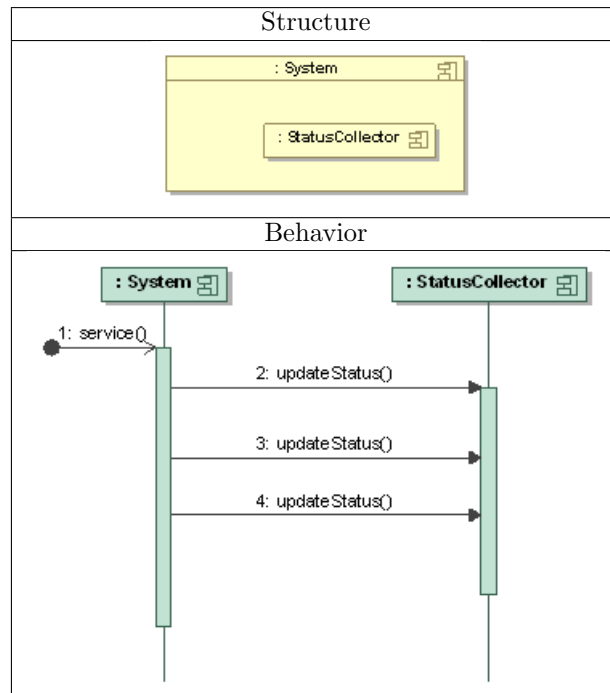 Structure
: System
: StatusCollector
Behavior
: System
: StatusCollector
1: service()
2: updateStatus()
3: updateStatus()
4: updateStatus()